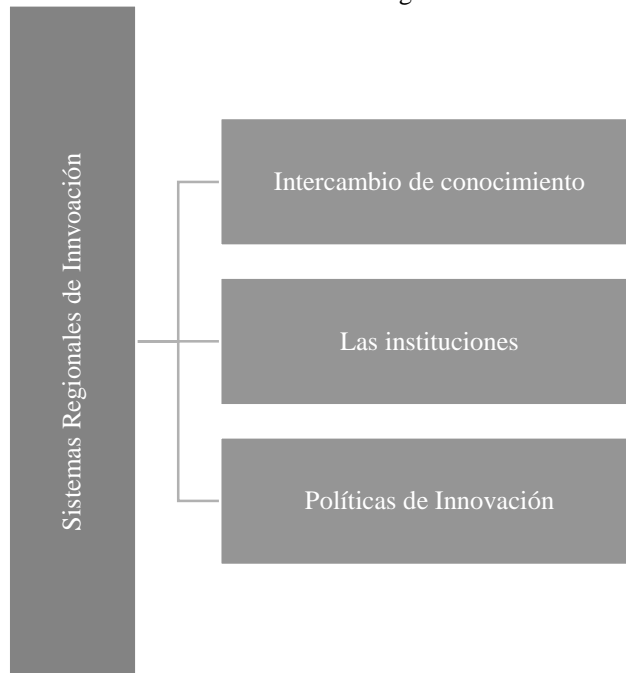 Sistemas Regionales de Innvoación
Intercambio de conocimiento
Las instituciones
Políticas de Innovación